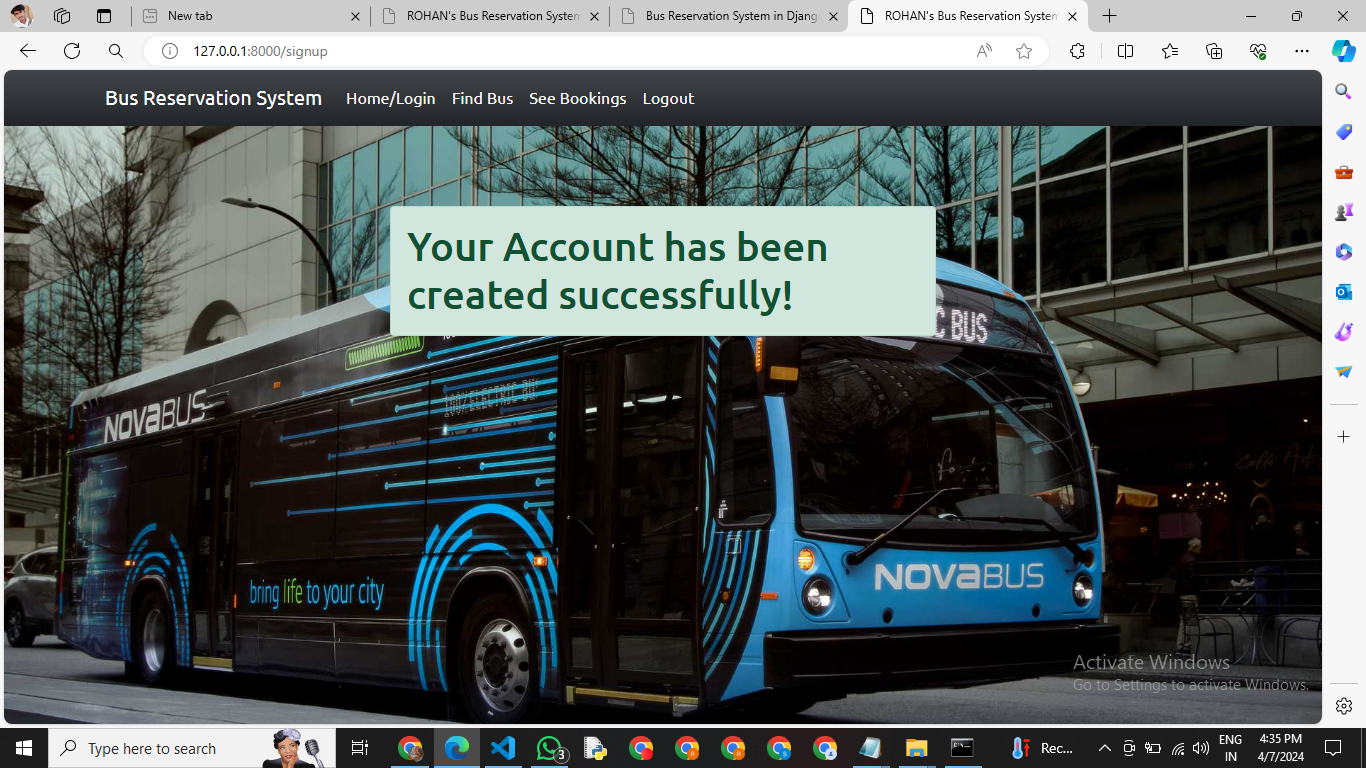 New tab
ROHAN's Bus Reservation System
Bus Reservation System in Djang
ROHAN's Bus Reservation System
127.0.0.1:8000/signup
Bus Reservation System
Home/Login
Find Bus
See Bookings
Logout
Your Account has been
created successfully!
C BUS
NOVABUS
100% ELECTRIC BUS
bring life to your city
NOVABUS
Activate Windows
Go to Settings to activate Windows.
Type here to search
3
Rec...
ENG
IN
4:35 PM
4/7/2024